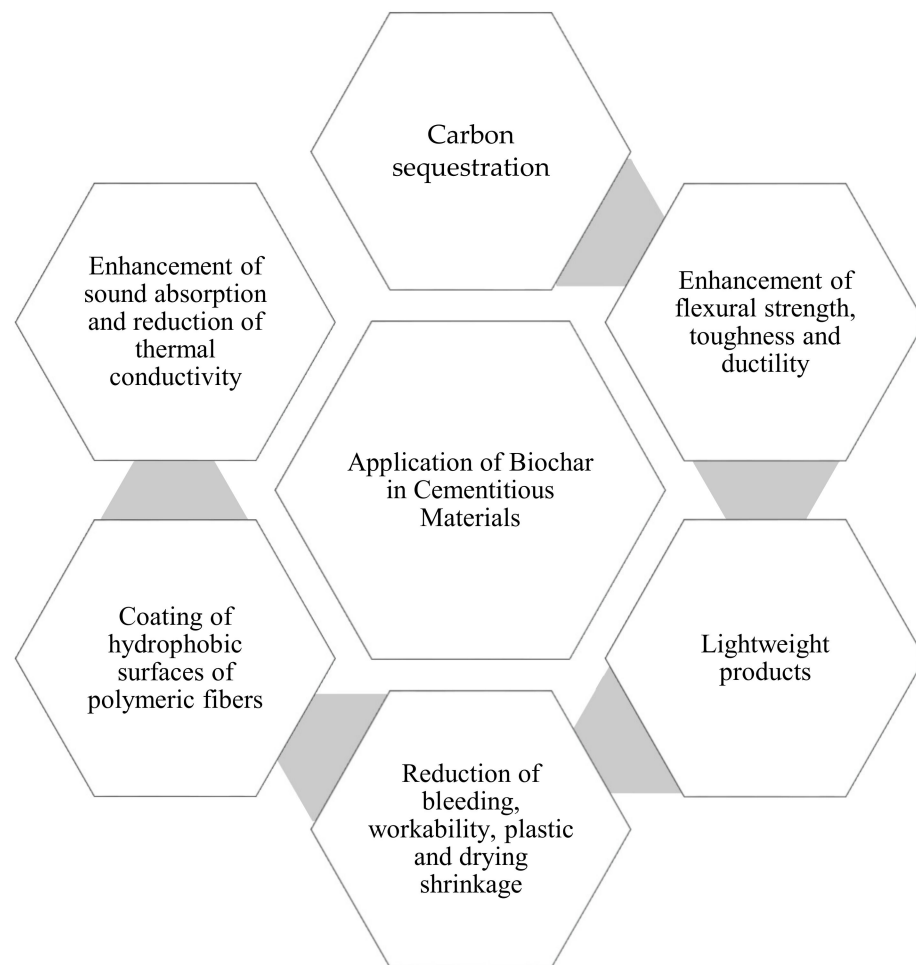 Carbon
sequestration
Enhancement of
sound absorption
and reduction of
thermal
conductivity
Enhancement of
flexural strength,
toughness and
ductility
Application of Biochar
in Cementitious
Materials
Coating of
hydrophobic
surfaces of
polymeric fibers
Lightweight
products
Reduction of
bleeding,
workability, plastic
and drying
shrinkage